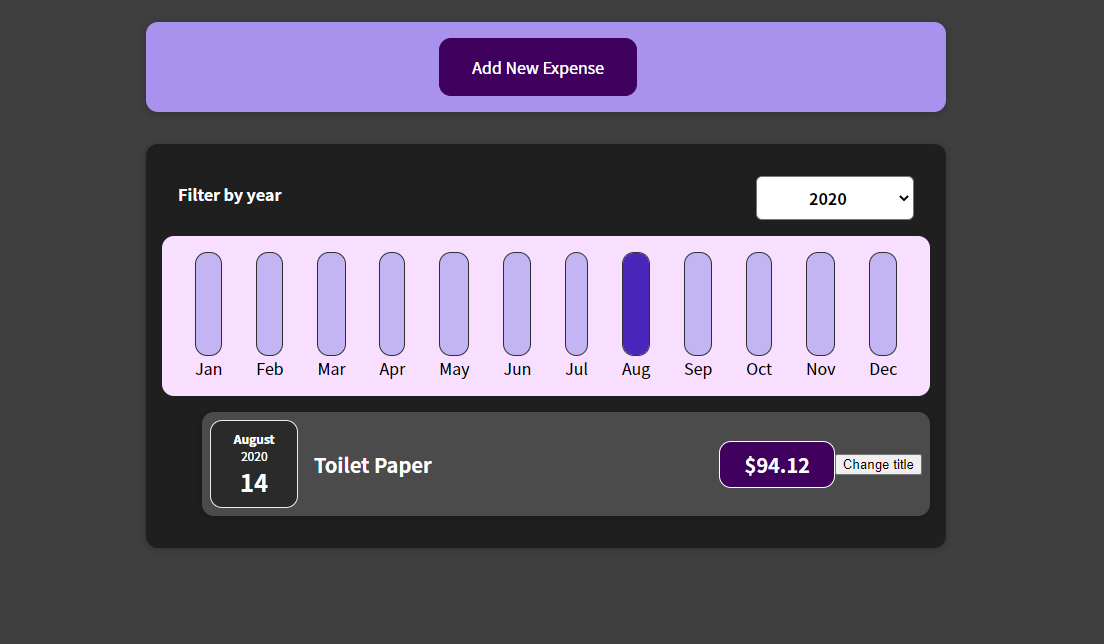 Add New Expense
Filter by year
2020
Jan Feb Mar Apr May Jun Jul Aug Sep Oct Nov Dec
August
2020
14
Toilet Paper
$94.12
Change title